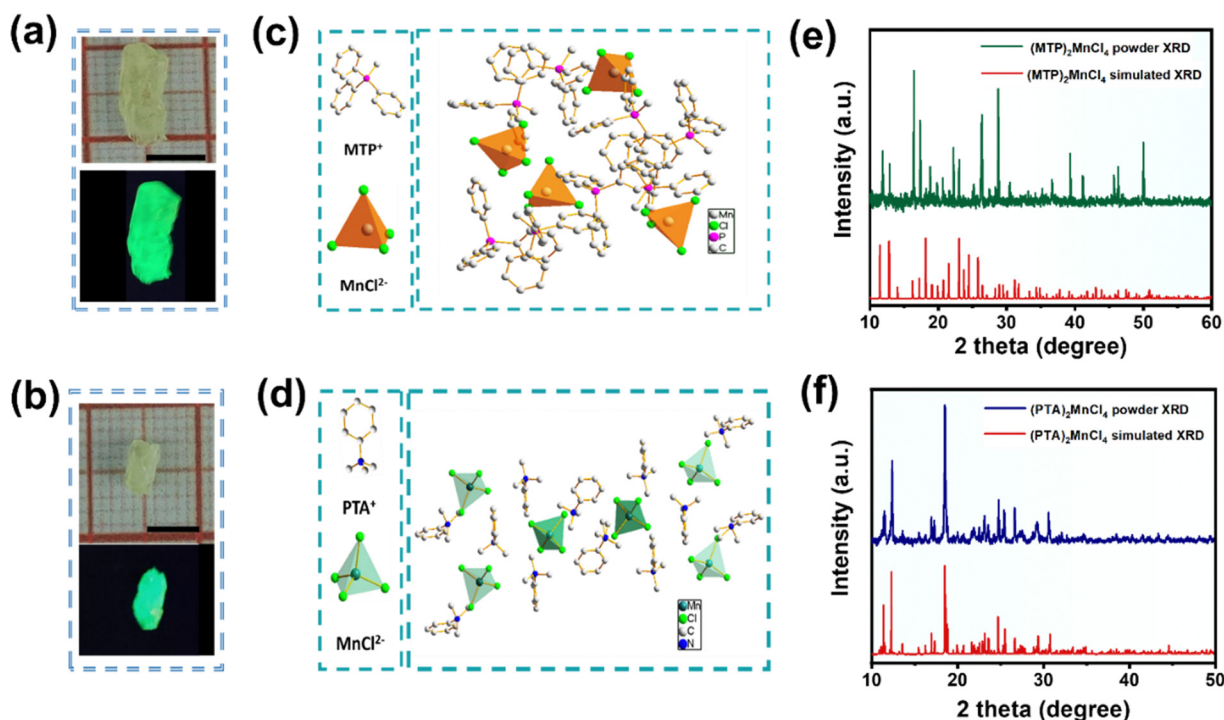 (a)
(c)
MTP⁺
MnCl²⁻
Mn
Cl
P
C
(e)
(MTP)₂MnCl₄ powder XRD
(MTP)₂MnCl₄ simulated XRD
Intensity (a.u.)
10 20 30 40 50 60
2 theta (degree)
(b)
(d)
PTA⁺
MnCl²⁻
Mn
Cl
C
N
(f)
(PTA)₂MnCl₄ powder XRD
(PTA)₂MnCl₄ simulated XRD
Intensity (a.u.)
10 20 30 40 50
2 theta (degree)